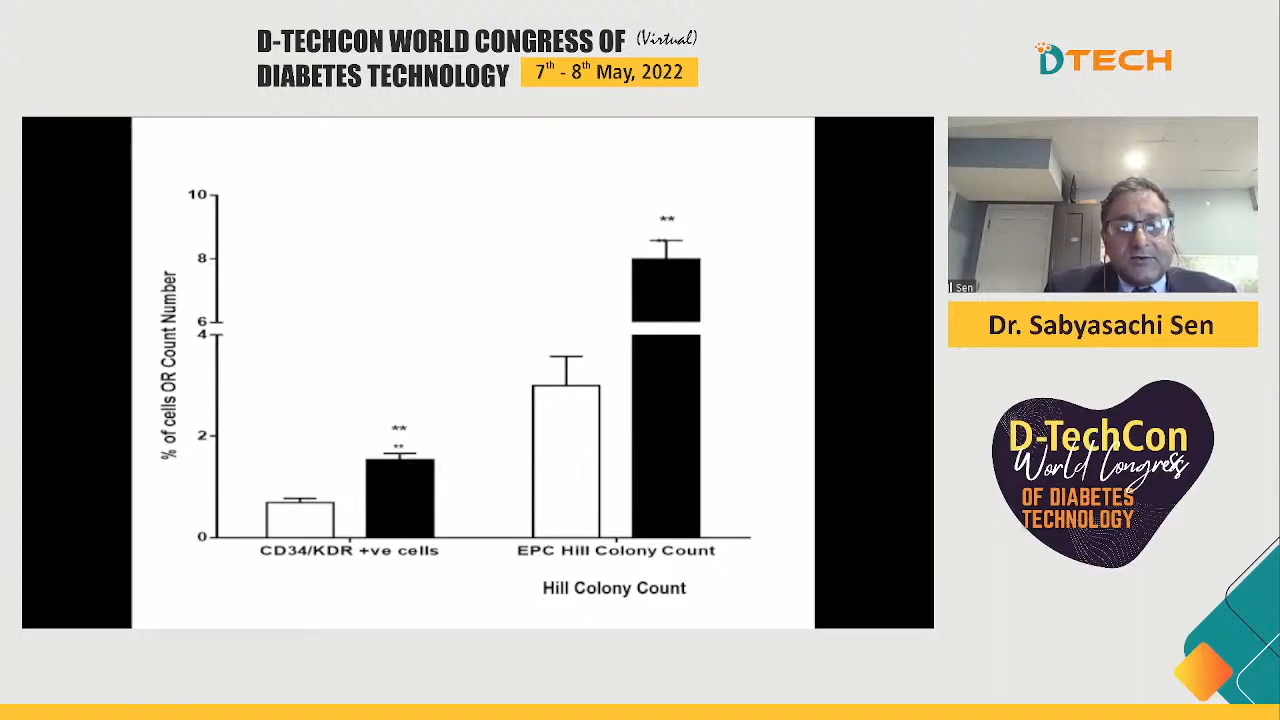 D-TECHCON WORLD CONGRESS OF (Virtual)
DIABETES TECHNOLOGY 7th - 8th May, 2022
DTECH
10
8
6
4
2
0
% of cells OR Count Number
**
**
**
**
CD34/KDR +ve cells
EPC Hill Colony Count
Hill Colony Count
Sen
Dr. Sabyasachi Sen
D-TechCon
World Congress
OF DIABETES
TECHNOLOGY